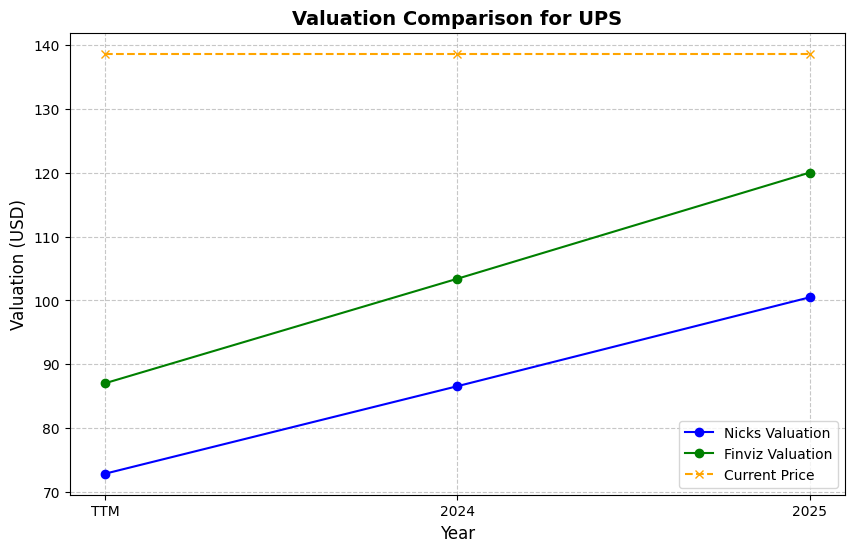 Valuation Comparison for UPS
Valuation (USD)
140
130
120
110
100
90
80
70
TTM
2024
2025
Year
Nicks Valuation
Finviz Valuation
Current Price